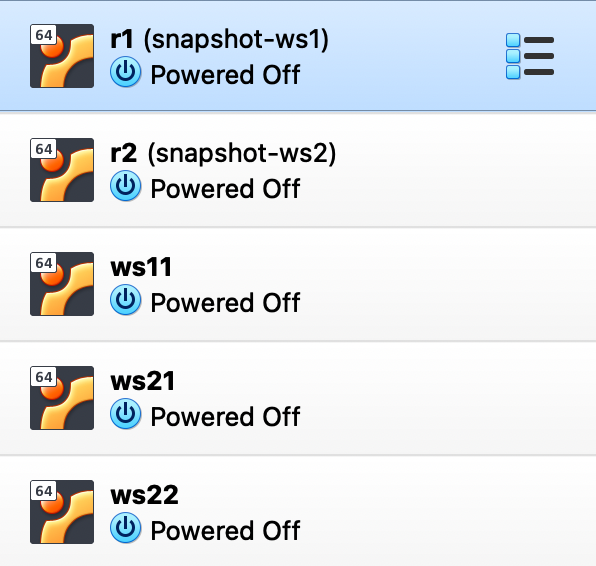 64
r1 (snapshot-ws1)
Powered Off
64
r2 (snapshot-ws2)
Powered Off
64
ws11
Powered Off
64
ws21
Powered Off
64
ws22
Powered Off